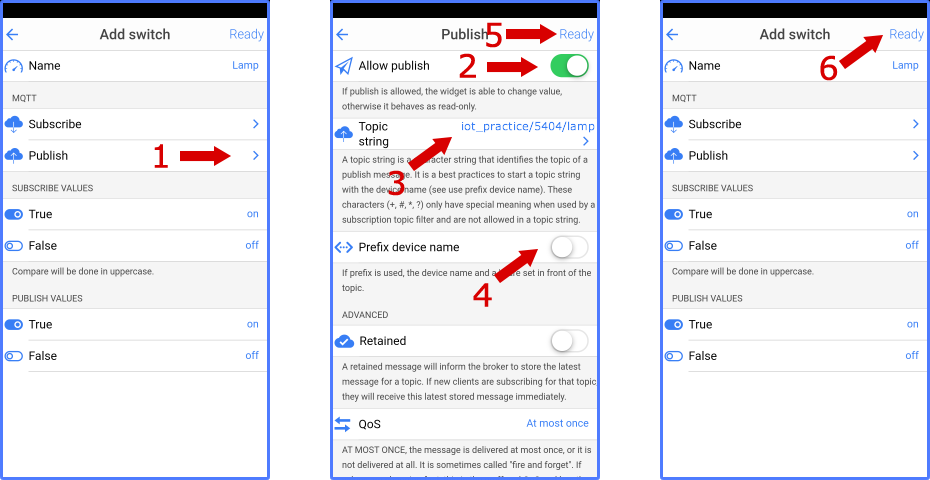 Add switch Ready
Name Lamp
MQTT
Subscribe
Publish
1
SUBSCRIBE VALUES
True on
False off
Compare will be done in uppercase.
PUBLISH VALUES
True on
False off
Publish 5 Ready
Allow publish 2
If publish is allowed, the widget is able to change value,
otherwise it behaves as read-only.
Topic iot_practice/5404/lamp
string
3
A topic string is a character string that identifies the topic of a
publish message. It is a best practices to start a topic string
with the device name (see use prefix device name). These
characters (+, #, *, ?) only have special meaning when used by a
subscription topic filter and are not allowed in a topic string.
Prefix device name
4
If prefix is used, the device name and a / are set in front of the
topic.
ADVANCED
Retained
A retained message will inform the broker to store the latest
message for a topic. If new clients are subscribing for that topic
they will receive this latest stored message immediately.
QoS At most once
AT MOST ONCE, the message is delivered at most once, or it is
not delivered at all. It is sometimes called "fire and forget". If
Add switch Ready
6
Name Lamp
MQTT
Subscribe
Publish
SUBSCRIBE VALUES
True on
False off
Compare will be done in uppercase.
PUBLISH VALUES
True on
False off